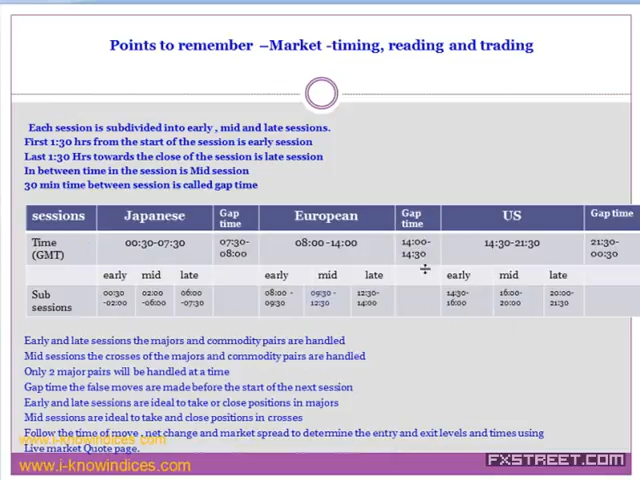 Points to remember –Market -timing, reading and trading
Each session is subdivided into early , mid and late sessions.
First 1:30 hrs from the start of the session is early session
Last 1:30 Hrs towards the close of the session is late session
In between time in the session is Mid session
30 min time between session is called gap time
sessions Japanese Gap time European Gap time US Gap time
Time (GMT) 00:30-07:30 07:30-08:00 08:00 -14:00 14:00-14:30 14:30-21:30 21:30-00:30
early mid late early mid late early mid late
Sub sessions 00:30 -02:00 02:00 -06:00 06:00 -07:30 08:00 - 09:30 09:30 - 12:30 12:30- 14:00 14:30- 16:00 16:00- 20:00 20:00- 21:30
Early and late sessions the majors and commodity pairs are handled
Mid sessions the crosses of the majors and commodity pairs are handled
Only 2 major pairs will be handled at a time
Gap time the false moves are made before the start of the next session
Early and late sessions are ideal to take or close positions in majors
Mid sessions are ideal to take and close positions in crosses
Follow the time of move , net change and market spread to determine the entry and exit levels and times using
www.i-knowindices.com
Live market Quote page.
www.i-knowindices.com
FXSTREET.COM